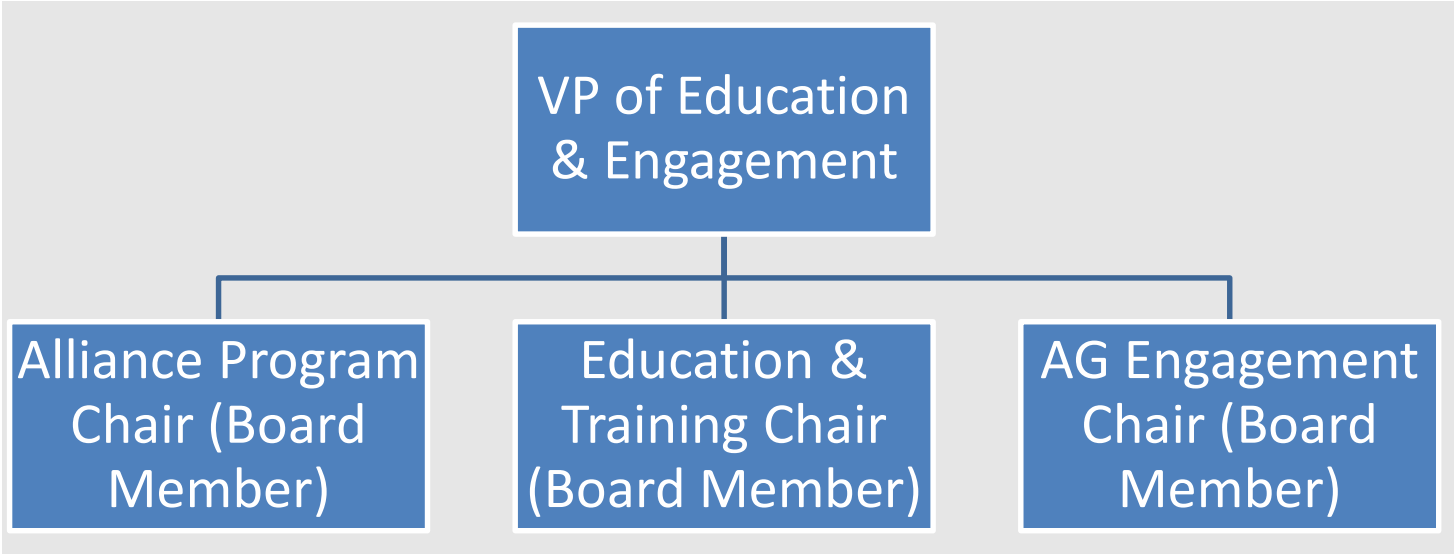 VP of Education
& Engagement
Alliance Program
Chair (Board
Member)
Education &
Training Chair
(Board Member)
AG Engagement
Chair (Board
Member)